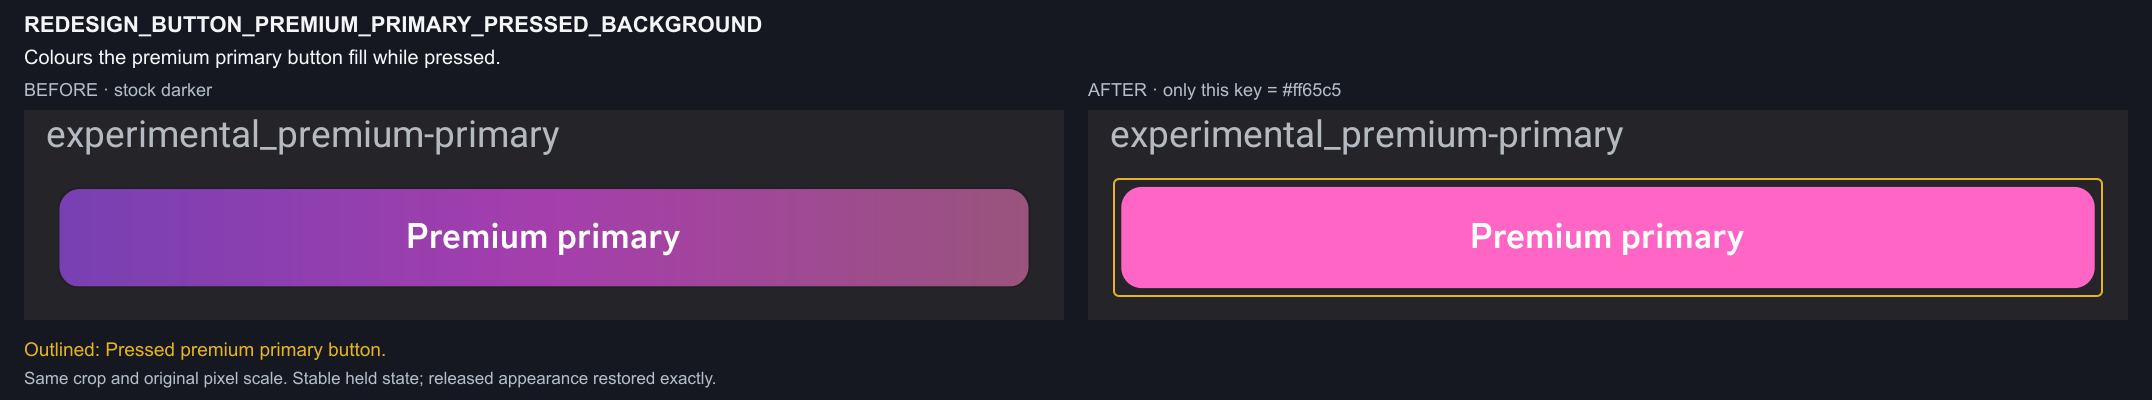 REDESIGN_BUTTON_PREMIUM_PRIMARY_PRESSED_BACKGROUND
Colours the premium primary button fill while pressed.
BEFORE · stock darker
experimental_premium-primary
Premium primary
AFTER · only this key = #ff65c5
experimental_premium-primary
Premium primary
Outlined: Pressed premium primary button.
Same crop and original pixel scale. Stable held state; released appearance restored exactly.